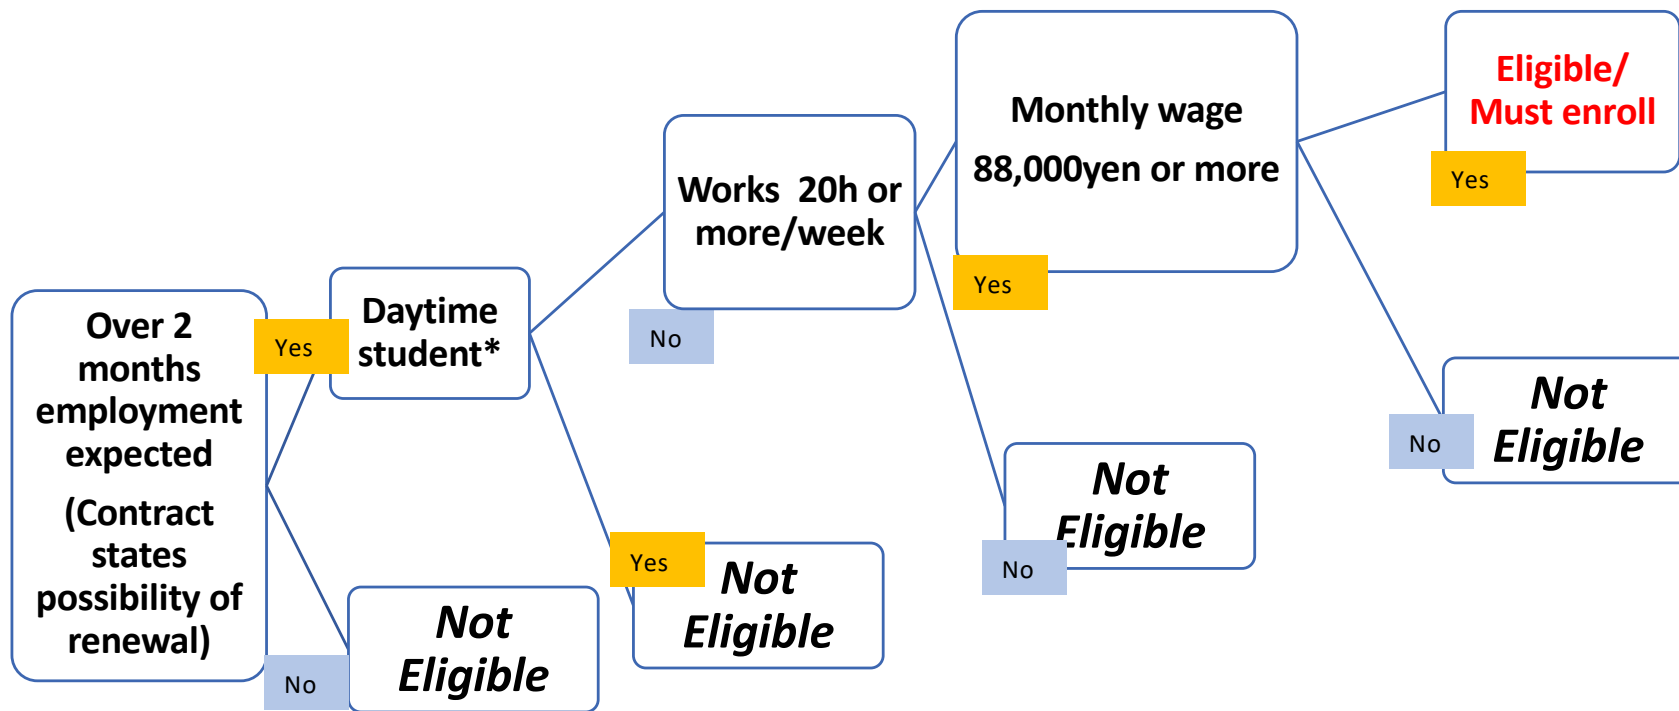 Over 2
months
employment
expected
(Contract
states
possibility of
renewal)
Yes
No
Daytime
student*
Not
Eligible
No
Yes
Works 20h or
more/week
Not
Eligible
Yes
No
Monthly wage
88,000yen or more
Not
Eligible
Yes
No
Eligible/
Must enroll
Not
Eligible